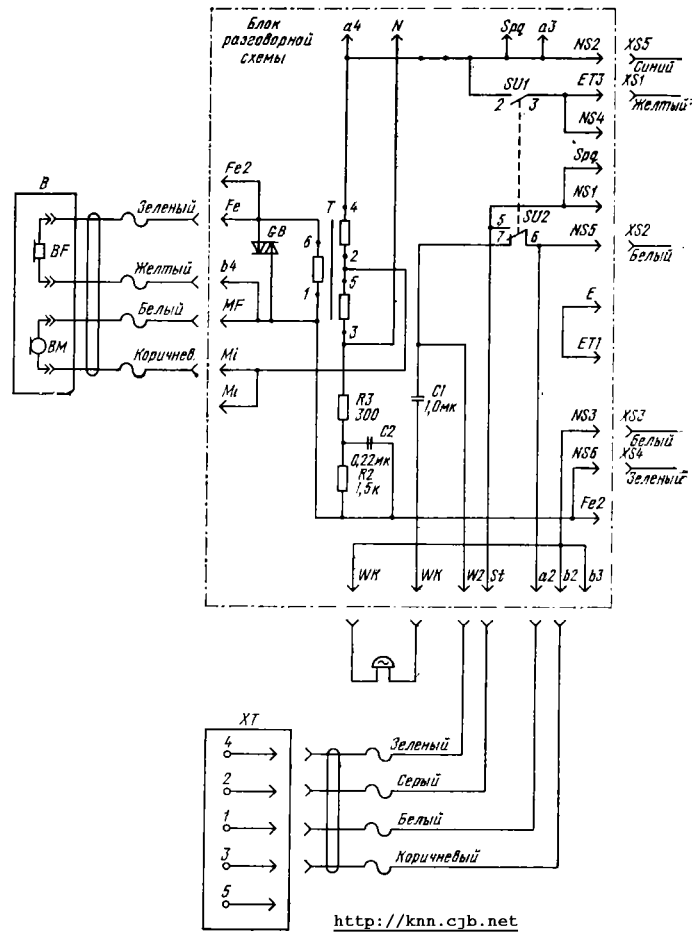 Блок
разговорной
схемы
a4
N
Spq
a3
NS2
XS5
Синий
ET3
XS1
Желтый
SU1
2
3
NS4
Spq
NS1
5
SU2
7
6
NS5
XS2
Белый
Fe2
B
Зеленый
Fe
GB
T
4
6
2
BF
Желтый
b4
1
5
E
Белый
MF
3
BM
Коричнев.
Mi
ET1
Mi
R3
300
C1
1,0мк
C2
0,22мк
R2
1,5к
NS3
XS3
Белый
NS6
XS4
Зеленый
Fe2
WK
WK
W2
St
a2
b2
b3
XT
4
Зеленый
2
Серый
1
Белый
3
Коричневый
5
http://knn.cjb.net